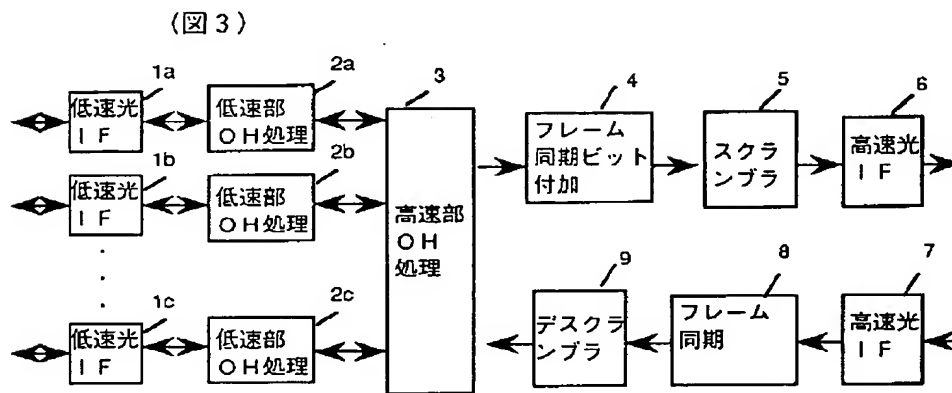 (図3)
1a
低速光
IF
2a
低速部
OH処理
1b
低速光
IF
2b
低速部
OH処理
1c
低速光
IF
2c
低速部
OH処理
3
高速部
OH
処理
4
フレーム
同期ビット
付加
5
スクラ
ンブラ
6
高速光
IF
9
デスクラ
ンブラ
8
フレーム
同期
7
高速光
IF